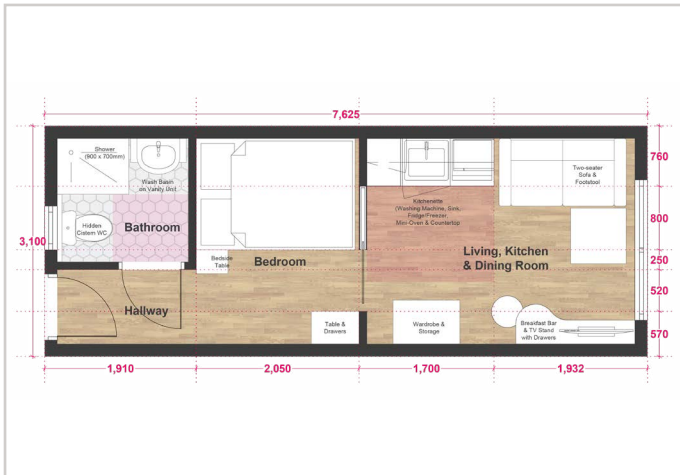 7,625
Shower
(900 x 700mm)
Wash Basin
on Vanity Unit
Hidden
Cistern WC
Bathroom
3,100
Hallway
Bedside
Table
Bedroom
Table &
Drawers
Kitchenette
(Washing Machine, Sink,
Fridge/Freezer,
Mini-Oven & Countertop
Two-seater
Sofa &
Footstool
Living, Kitchen
& Dining Room
Wardrobe &
Storage
Breakfast Bar
& TV Stand
with Drawers
760
800
250
520
570
1,910
2,050
1,700
1,932